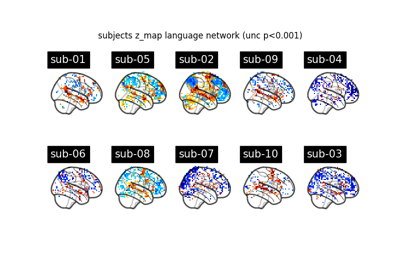 subjects z_map language network (unc p<0.001)
sub-01 sub-05 sub-02 sub-09 sub-04
sub-06 sub-08 sub-07 sub-10 sub-03